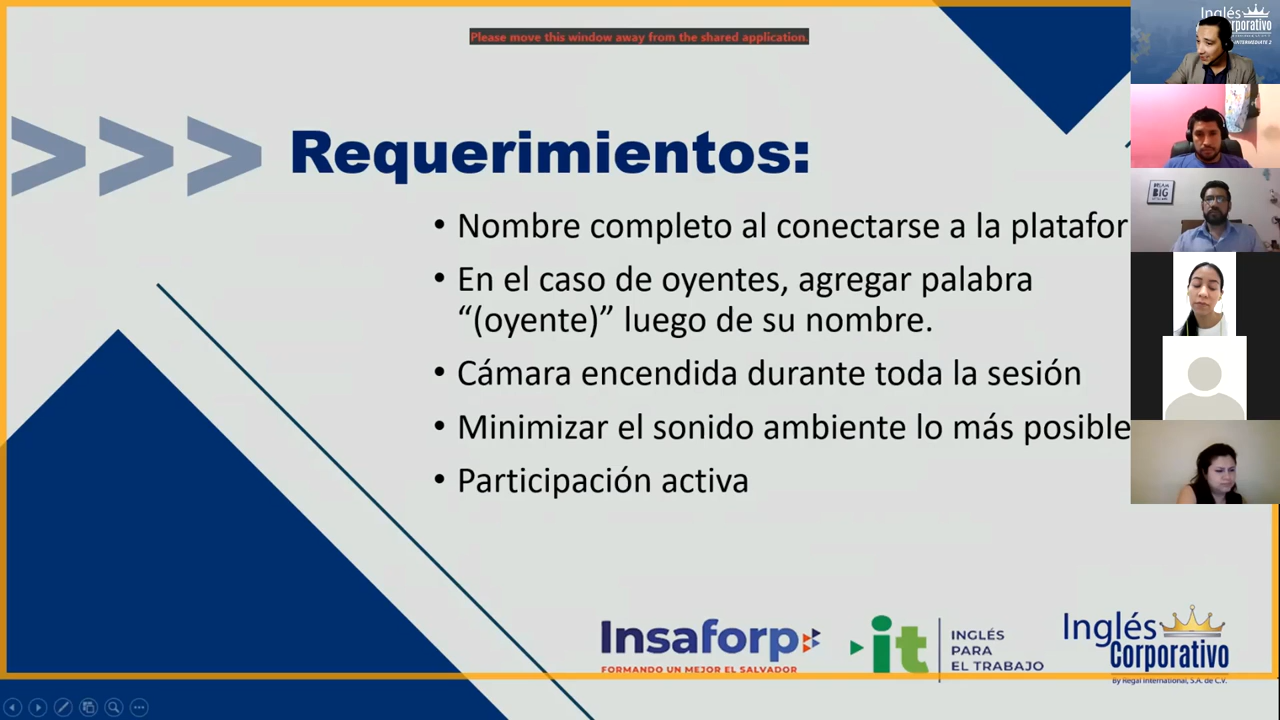 Please move this window away from the shared application.
Inglés
Corporativo
INTERMEDIATE 2
>>> Requerimientos:
• Nombre completo al conectarse a la platafor
• En el caso de oyentes, agregar palabra
“(oyente)” luego de su nombre.
• Cámara encendida durante toda la sesión
• Minimizar el sonido ambiente lo más posible
• Participación activa
BIG
Insaforp
FORMANDO UN MEJOR EL SALVADOR
it
INGLÉS
PARA
EL TRABAJO
Inglés
Corporativo
By Regal International, S.A. de C.V.